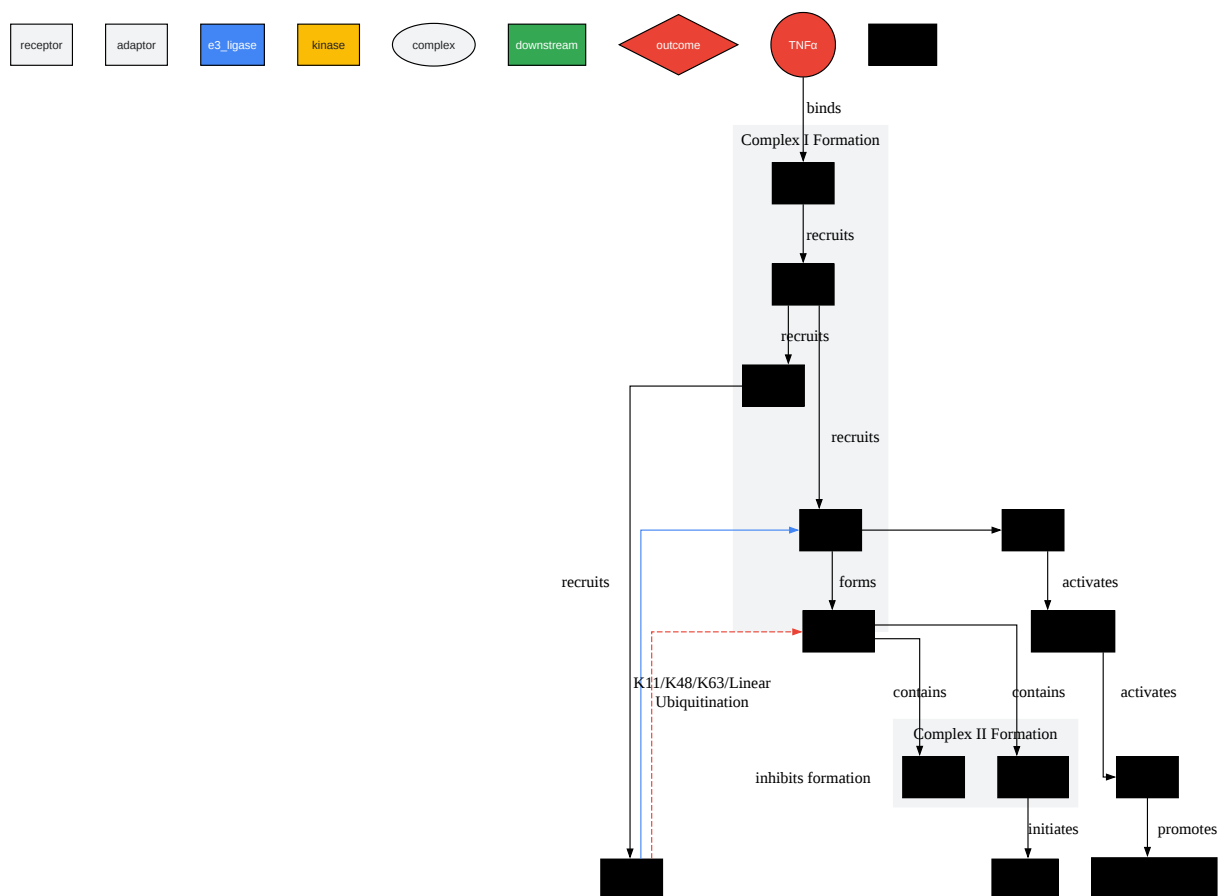 receptor
adaptor
e3_ligase
kinase
complex
downstream
outcome
TNFα
binds
Complex I Formation
recruits
recruits
recruits
recruits
forms
activates
K11/K48/K63/Linear
Ubiquitination
contains
contains
activates
Complex II Formation
inhibits formation
initiates
promotes